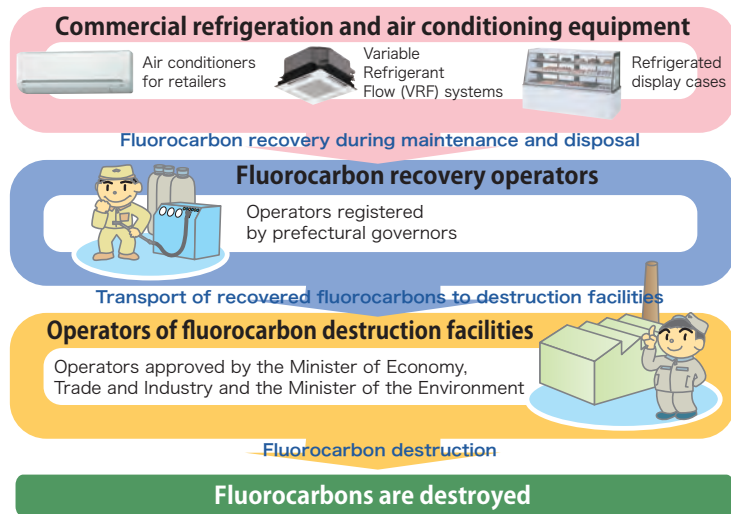 Commercial refrigeration and air conditioning equipment
Air conditioners
for retailers
Variable
Refrigerant
Flow (VRF) systems
Refrigerated
display cases
Fluorocarbon recovery during maintenance and disposal
Fluorocarbon recovery operators
Operators registered
by prefectural governors
Transport of recovered fluorocarbons to destruction facilities
Operators of fluorocarbon destruction facilities
Operators approved by the Minister of Economy,
Trade and Industry and the Minister of the Environment
Fluorocarbon destruction
Fluorocarbons are destroyed